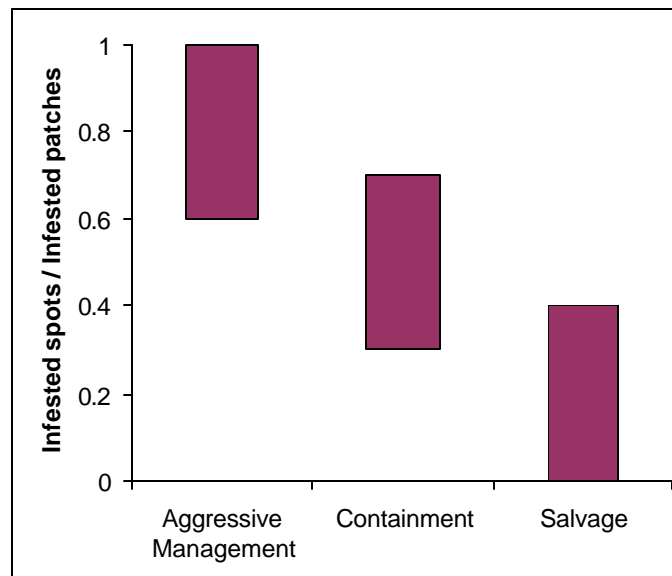 Infested spots / Infested patches
1
0.8
0.6
0.4
0.2
0
Aggressive
Management
Containment
Salvage